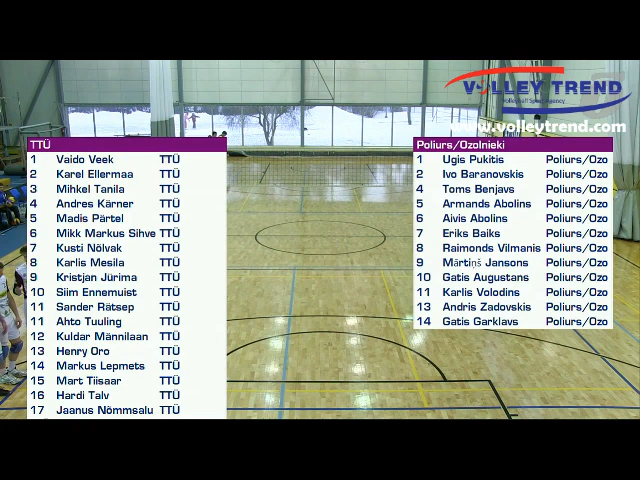 VOLLEY TREND
Volleyball Sport Agency
www.volleytrend.com
TTÜ
1 Vaido Veek TTÜ
2 Karel Ellermaa TTÜ
3 Mihkel Tanila TTÜ
4 Andres Kärner TTÜ
5 Madis Pärtel TTÜ
6 Mikk Markus Sihve TTÜ
7 Kusti Nõlvak TTÜ
8 Karlis Mesila TTÜ
9 Kristjan Jürima TTÜ
10 Siim Ennemuist TTÜ
11 Sander Rätsep TTÜ
11 Ahto Tuuling TTÜ
12 Kuldar Männilaan TTÜ
13 Henry Oro TTÜ
14 Markus Lepmets TTÜ
15 Mart Tiisaar TTÜ
16 Hardi Talv TTÜ
17 Jaanus Nõmmsalu TTÜ
Poliurs/Ozolnieki
1 Ugis Pukitis Poliurs/Ozo
2 Ivo Baranovskis Poliurs/Ozo
4 Toms Benjavs Poliurs/Ozo
5 Armands Abolins Poliurs/Ozo
6 Aivis Abolins Poliurs/Ozo
7 Eriks Baiks Poliurs/Ozo
8 Raimonds Vilmanis Poliurs/Ozo
9 Mārtiņš Jansons Poliurs/Ozo
10 Gatis Augustans Poliurs/Ozo
11 Karlis Volodins Poliurs/Ozo
13 Andris Zadovskis Poliurs/Ozo
14 Gatis Garklavs Poliurs/Ozo